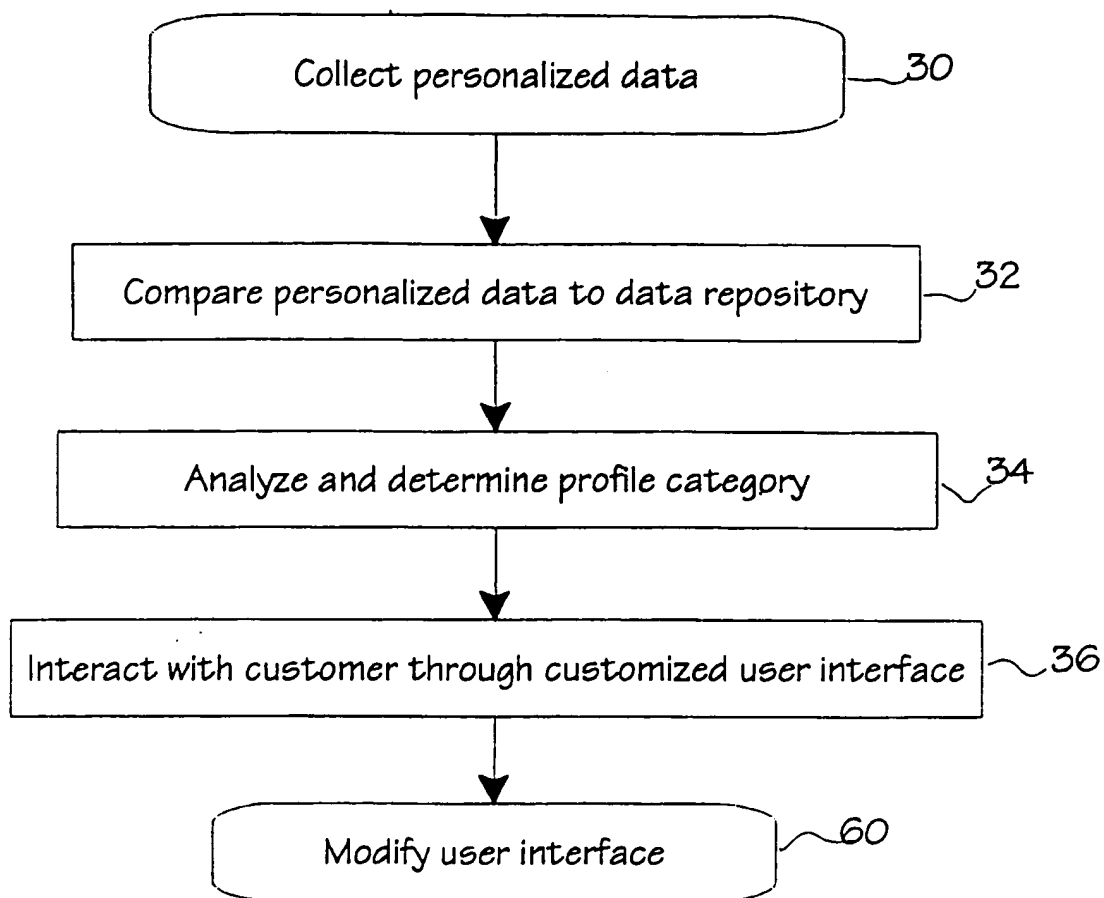 Collect personalized data
30
Compare personalized data to data repository
32
Analyze and determine profile category
34
Interact with customer through customized user interface
36
Modify user interface
60